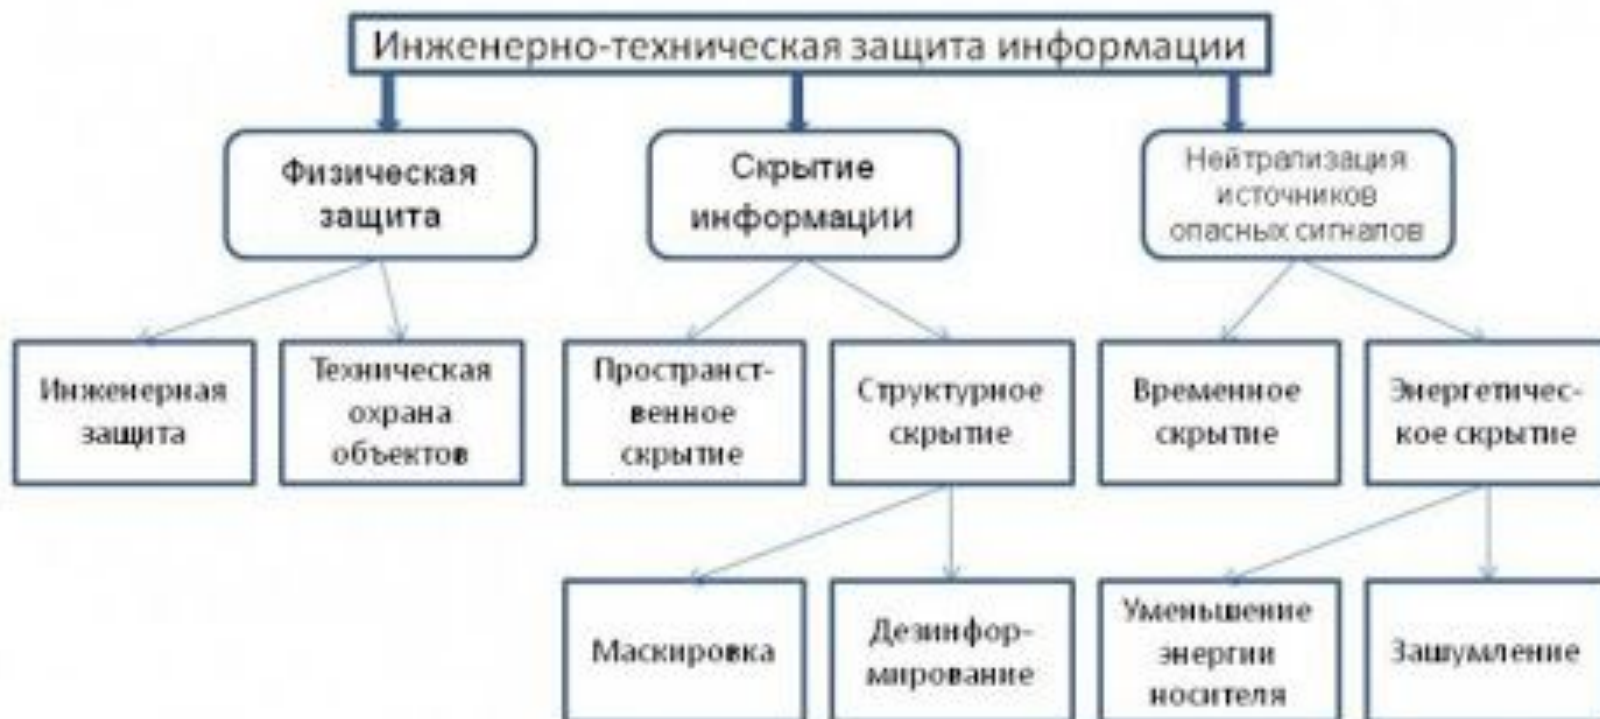 Инженерно-техническая защита информации
Физическая
защита
Скрытие
информации
Нейтрализация
источников
опасных сигналов
Инженерная
защита
Техническая
охрана
объектов
Пространст-
венное
скрытие
Структурное
скрытие
Временное
скрытие
Энергетичес-
кое скрытие
Маскировка
Дезинфор-
мирование
Уменьшение
энергии
носителя
Зашумление